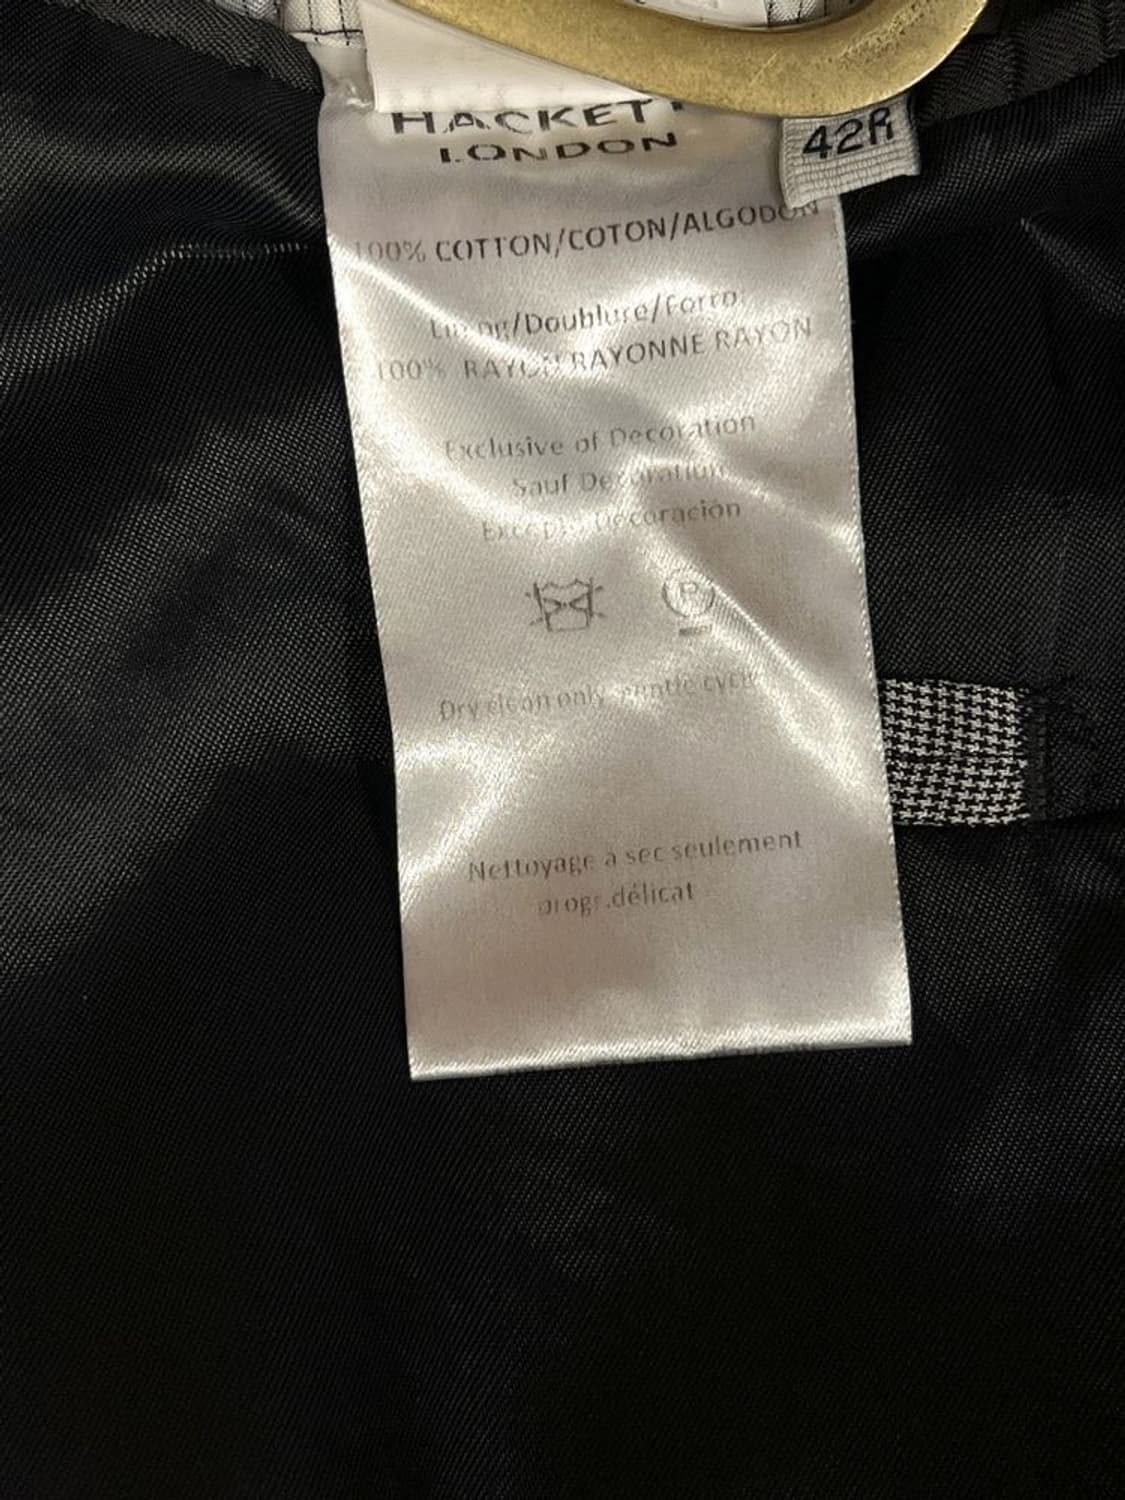 HACKETT
LONDON
42R
100% COTTON/COTON/ALGODON
Lining/Doublure/Forro:
100% RAYON RAYONNE RAYON
Exclusive of Decoration
Sauf Decoration
Excepto Decoración
P
Dry clean only gentle cycle
Nettoyage à sec seulement
progr.délicat